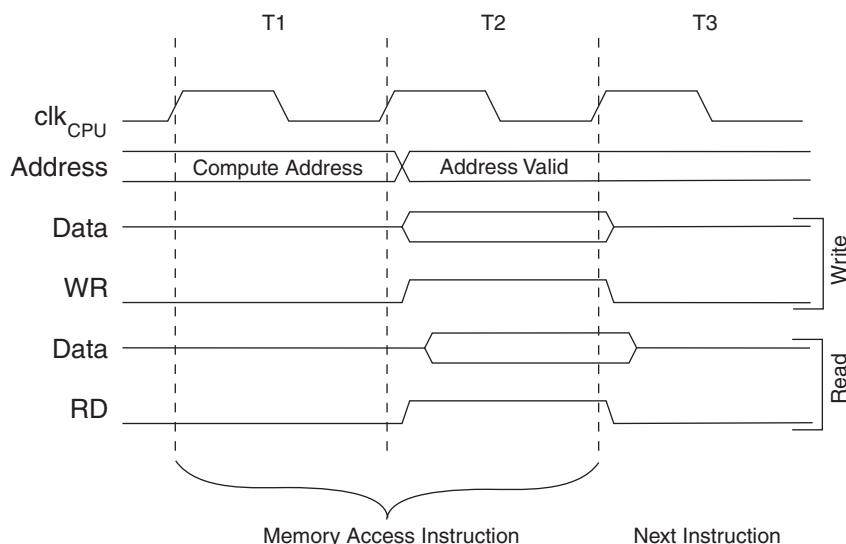 T1 T2 T3
clkCPU
Address Compute Address Address Valid
Data
WR
Write
Data
RD
Read
Memory Access Instruction Next Instruction